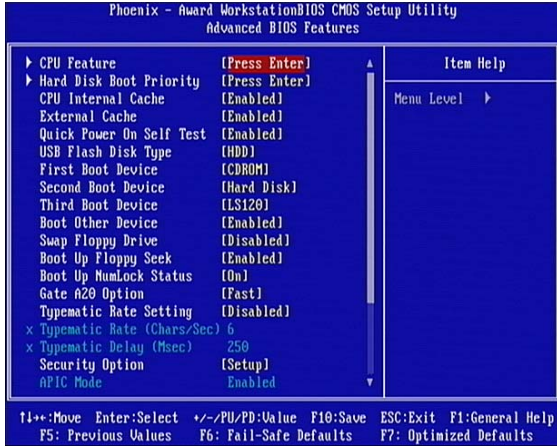 Phoenix - Award WorkstationBIOS CMOS Setup Utility
Advanced BIOS Features
CPU Feature [Press Enter]
Hard Disk Boot Priority [Press Enter]
CPU Internal Cache [Enabled]
External Cache [Enabled]
Quick Power On Self Test [Enabled]
USB Flash Disk Type [HDD]
First Boot Device [CDROM]
Second Boot Device [Hard Disk]
Third Boot Device [LS120]
Boot Other Device [Enabled]
Swap Floppy Drive [Disabled]
Boot Up Floppy Seek [Enabled]
Boot Up NumLock Status [On]
Gate A20 Option [Fast]
Typematic Rate Setting [Disabled]
x Typematic Rate (Chars/Sec) 6
x Typematic Delay (Msec) 250
Security Option [Setup]
APIC Mode Enabled
Item Help
Menu Level
↑↓→←:Move Enter:Select +/-/PU/PD:Value F10:Save ESC:Exit F1:General Help
F5: Previous Values F6: Fail-Safe Defaults F7: Optimized Defaults